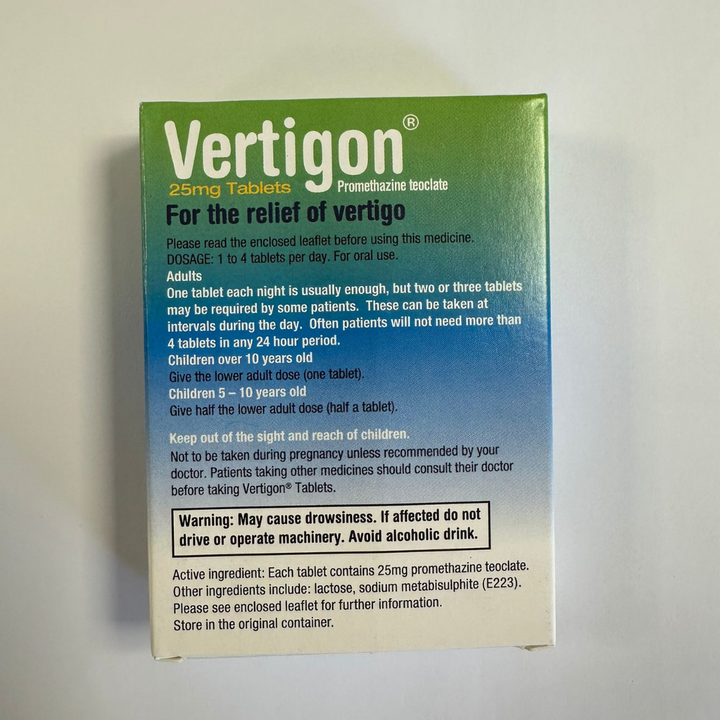 Vertigon®
25mg Tablets Promethazine teoclate
For the relief of vertigo
Please read the enclosed leaflet before using this medicine.
DOSAGE: 1 to 4 tablets per day. For oral use.
Adults
One tablet each night is usually enough, but two or three tablets
may be required by some patients. These can be taken at
intervals during the day. Often patients will not need more than
4 tablets in any 24 hour period.
Children over 10 years old
Give the lower adult dose (one tablet).
Children 5 – 10 years old
Give half the lower adult dose (half a tablet).
Keep out of the sight and reach of children.
Not to be taken during pregnancy unless recommended by your
doctor. Patients taking other medicines should consult their doctor
before taking Vertigon® Tablets.
Warning: May cause drowsiness. If affected do not
drive or operate machinery. Avoid alcoholic drink.
Active ingredient: Each tablet contains 25mg promethazine teoclate.
Other ingredients include: lactose, sodium metabisulphite (E223).
Please see enclosed leaflet for further information.
Store in the original container.